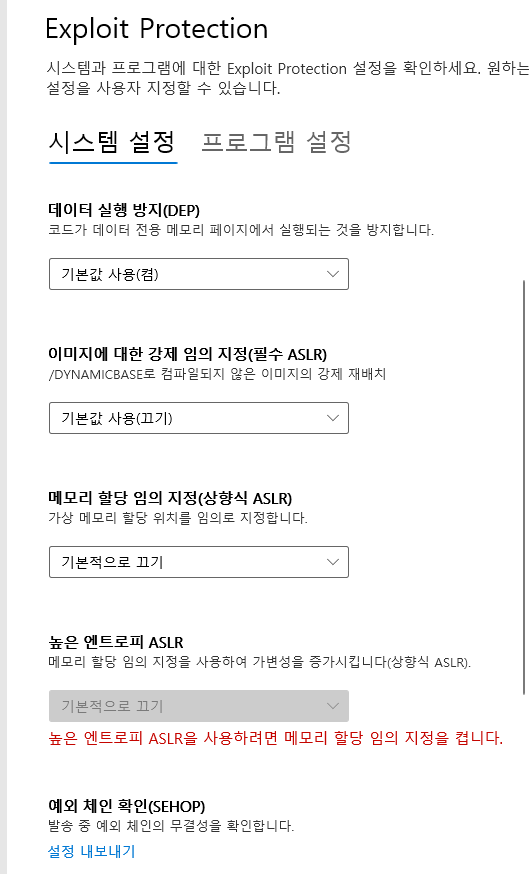 Exploit Protection
시스템과 프로그램에 대한 Exploit Protection 설정을 확인하세요. 원하는
설정을 사용자 지정할 수 있습니다.
시스템 설정 프로그램 설정
데이터 실행 방지(DEP)
코드가 데이터 전용 메모리 페이지에서 실행되는 것을 방지합니다.
기본값 사용(켬)
이미지에 대한 강제 임의 지정(필수 ASLR)
/DYNAMICBASE로 컴파일되지 않은 이미지의 강제 재배치
기본값 사용(끄기)
메모리 할당 임의 지정(상향식 ASLR)
가상 메모리 할당 위치를 임의로 지정합니다.
기본적으로 끄기
높은 엔트로피 ASLR
메모리 할당 임의 지정을 사용하여 가변성을 증가시킵니다(상향식 ASLR).
기본적으로 끄기
높은 엔트로피 ASLR을 사용하려면 메모리 할당 임의 지정을 켭니다.
예외 체인 확인(SEHOP)
발송 중 예외 체인의 무결성을 확인합니다.
설정 내보내기